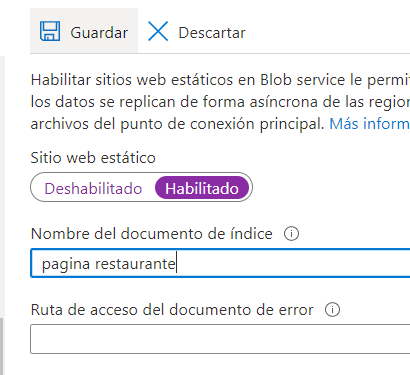 Guardar Descartar
Habilitar sitios web estáticos en Blob service le permi
los datos se replican de forma asíncrona de las region
archivos del punto de conexión principal. Más inform
Sitio web estático
Deshabilitado Habilitado
Nombre del documento de índice
pagina restaurante
Ruta de acceso del documento de error